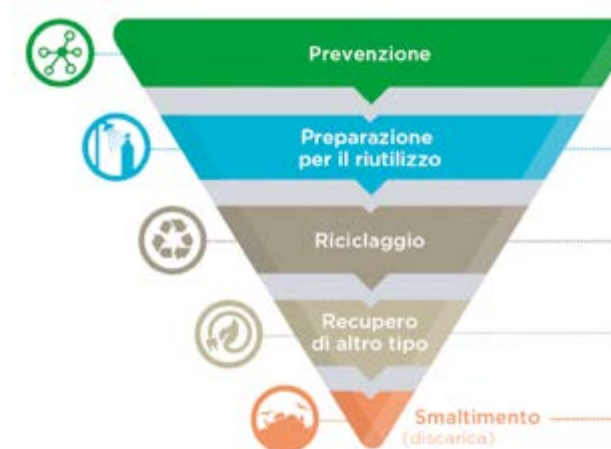 Prevenzione
Preparazione
per il riutilizzo
Riciclaggio
Recupero
di altro tipo
Smaltimento
(discarica)